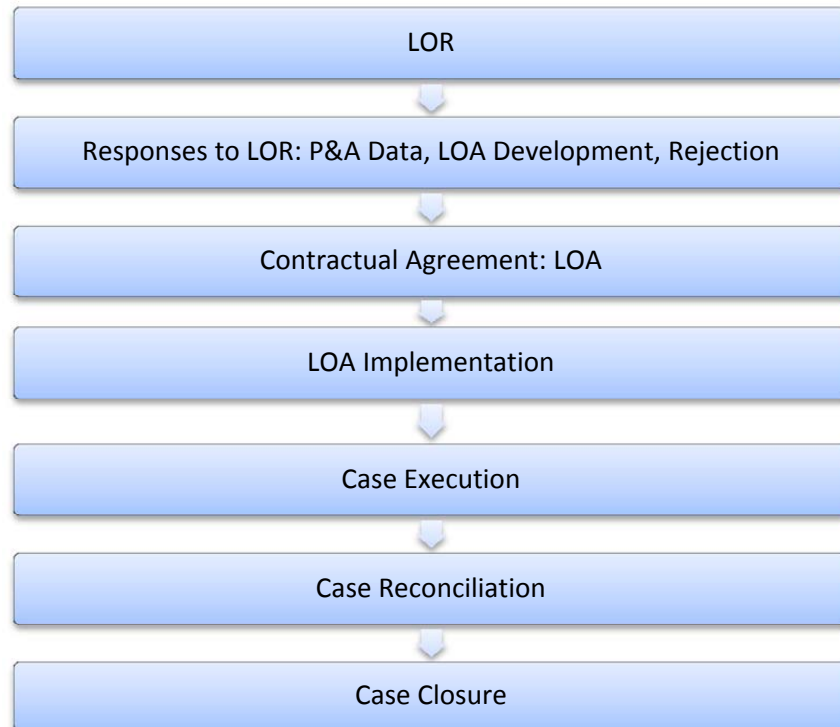 LOR
Responses to LOR: P&A Data, LOA Development, Rejection
Contractual Agreement: LOA
LOA Implementation
Case Execution
Case Reconciliation
Case Closure